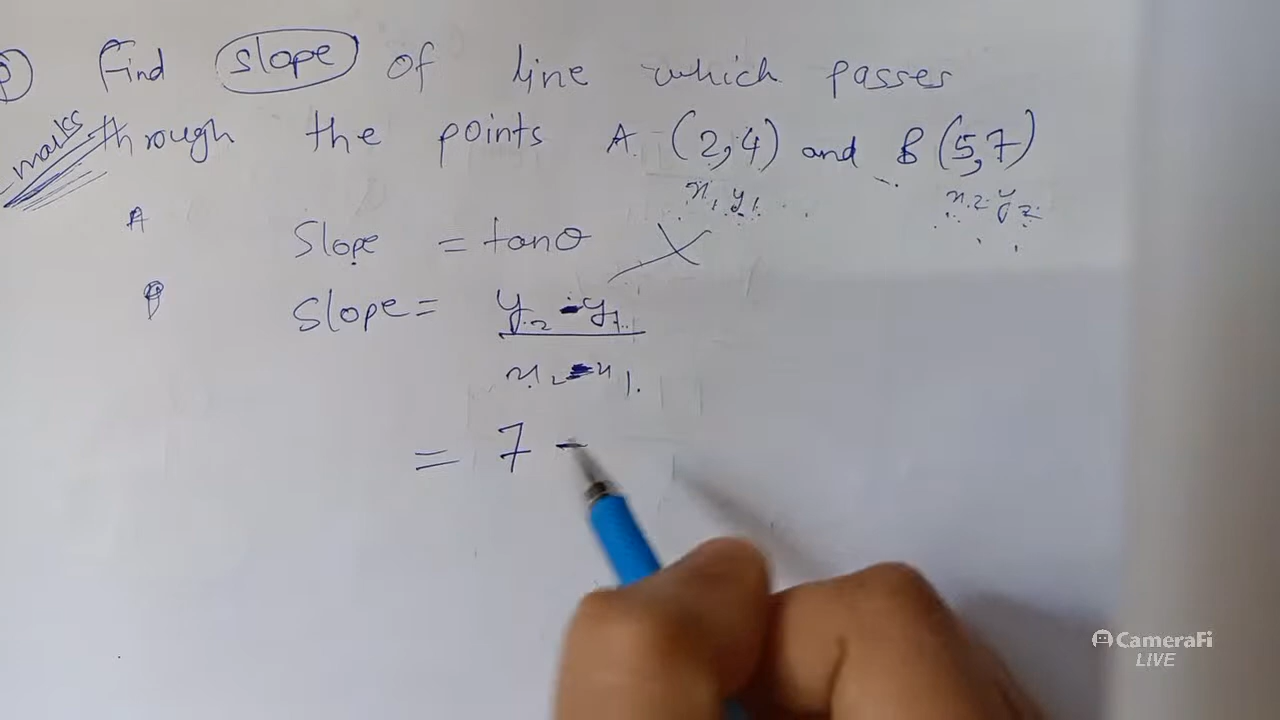 Find slope of line which passes
marks through the points A (2,4) and B (5,7)
x1 y1 x2 y2
A Slope = tanθ
Slope = y2 - y1
x2 - x1
= 7 -
CameraFi
LIVE